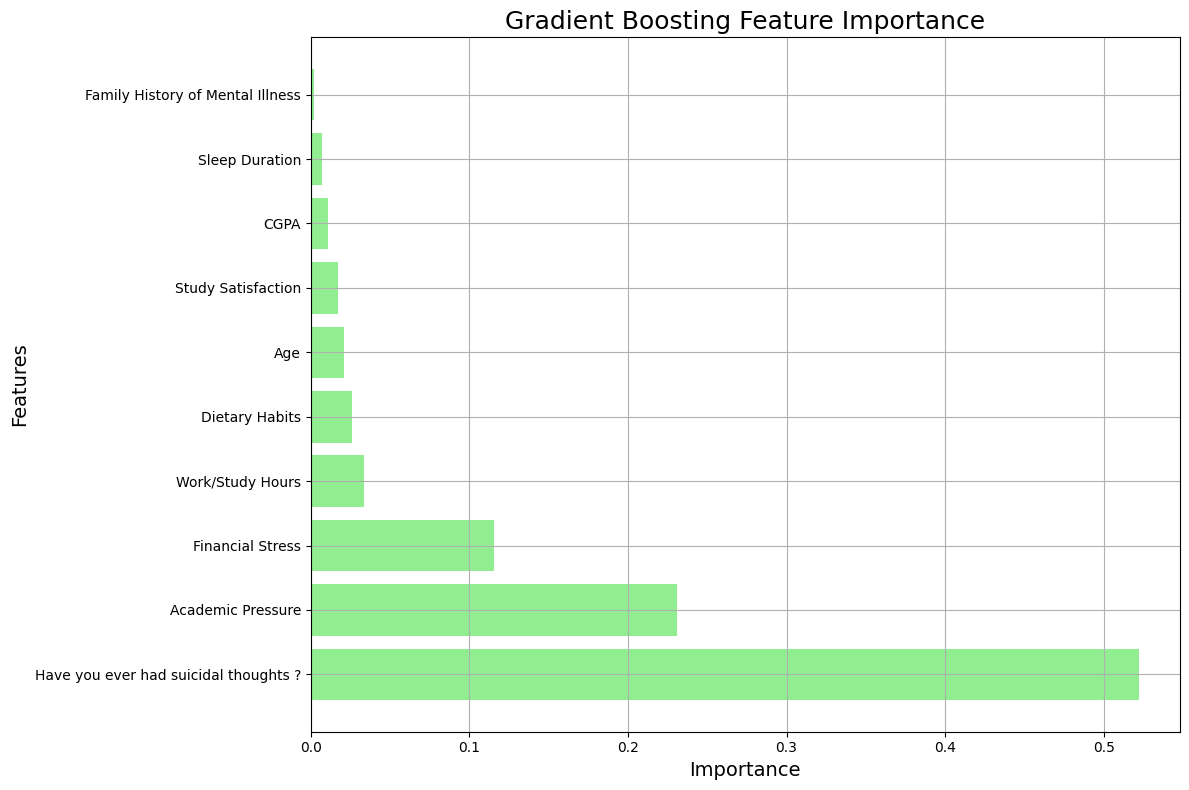 Gradient Boosting Feature Importance
Features
Family History of Mental Illness
Sleep Duration
CGPA
Study Satisfaction
Age
Dietary Habits
Work/Study Hours
Financial Stress
Academic Pressure
Have you ever had suicidal thoughts ?
0.0 0.1 0.2 0.3 0.4 0.5
Importance